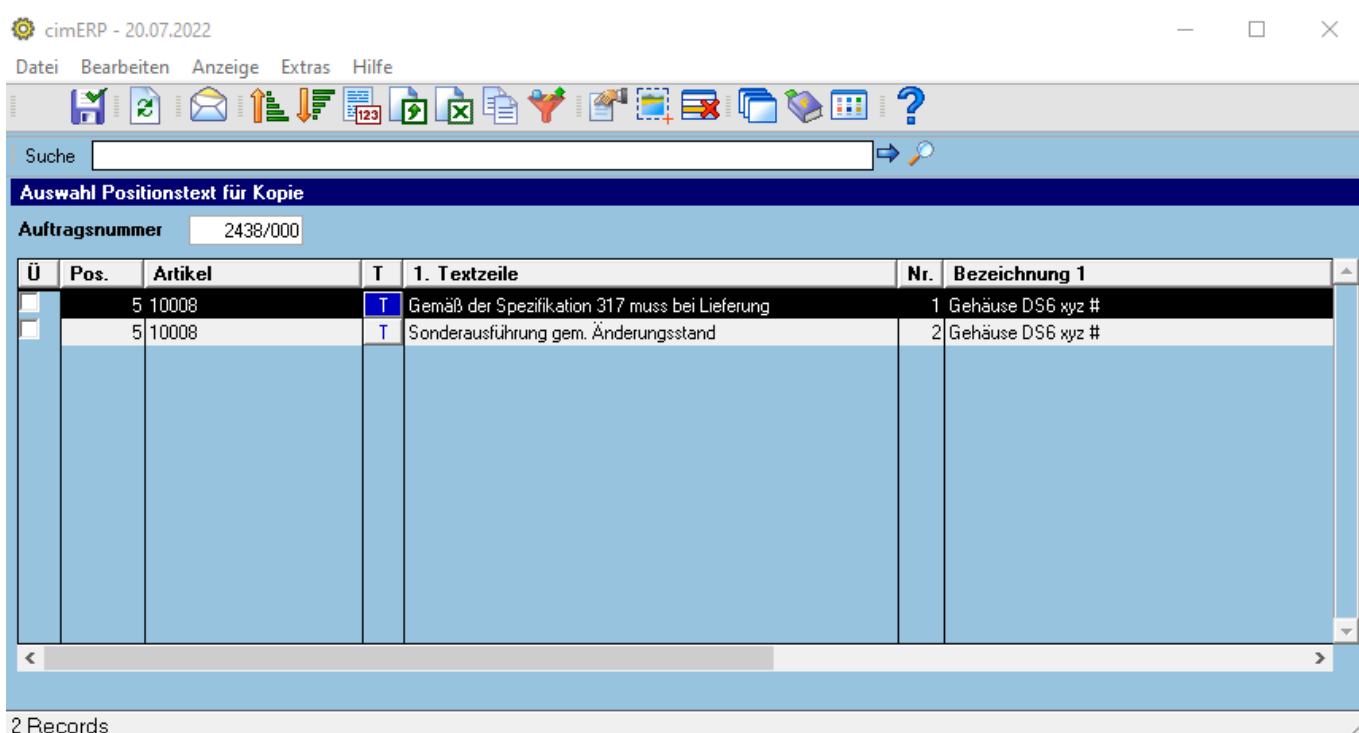 cimERP - 20.07.2022
Datei Bearbeiten Anzeige Extras Hilfe
123
?
Suche
Auswahl Positionstext für Kopie
Auftragsnummer 2438/000
Ü Pos. Artikel T 1. Textzeile Nr. Bezeichnung 1
5 10008 T Gemäß der Spezifikation 317 muss bei Lieferung 1 Gehäuse DS6 xyz #
5 10008 T Sonderausführung gem. Änderungsstand 2 Gehäuse DS6 xyz #
2 Records